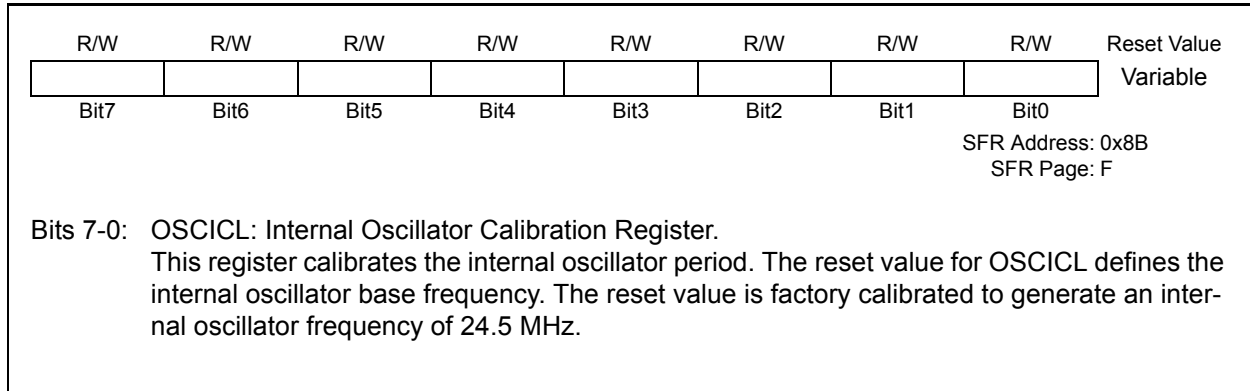 R/W R/W R/W R/W R/W R/W R/W R/W Reset Value
Variable
Bit7 Bit6 Bit5 Bit4 Bit3 Bit2 Bit1 Bit0
SFR Address: 0x8B
SFR Page: F
Bits 7-0: OSCICL: Internal Oscillator Calibration Register.
This register calibrates the internal oscillator period. The reset value for OSCICL defines the
internal oscillator base frequency. The reset value is factory calibrated to generate an inter-
nal oscillator frequency of 24.5 MHz.